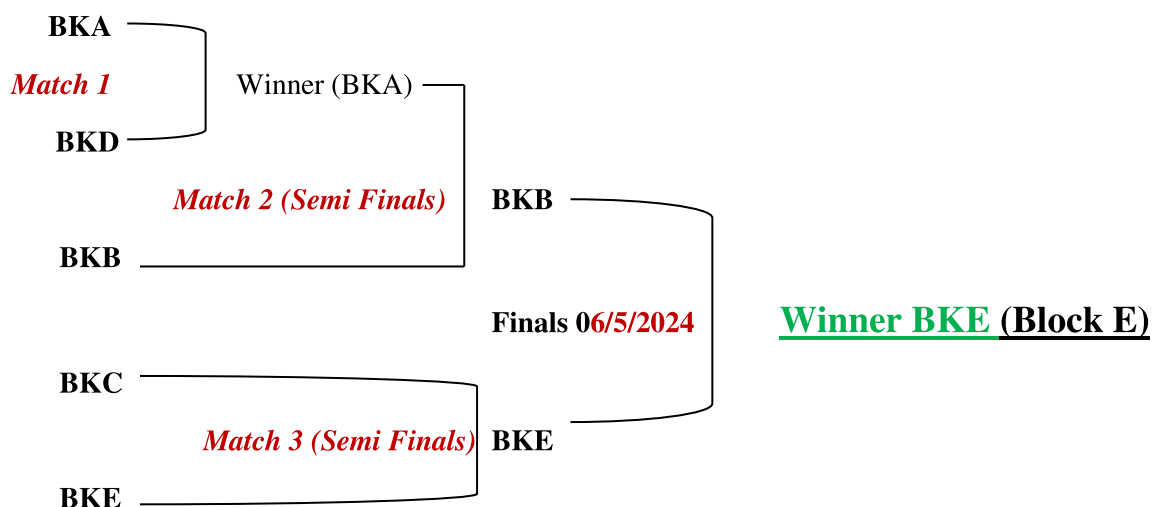 BKA
Match 1
Winner (BKA)
BKD
Match 2 (Semi Finals)
BKB
BKB
Finals 06/5/2024
Winner BKE (Block E)
BKC
Match 3 (Semi Finals)
BKE
BKE